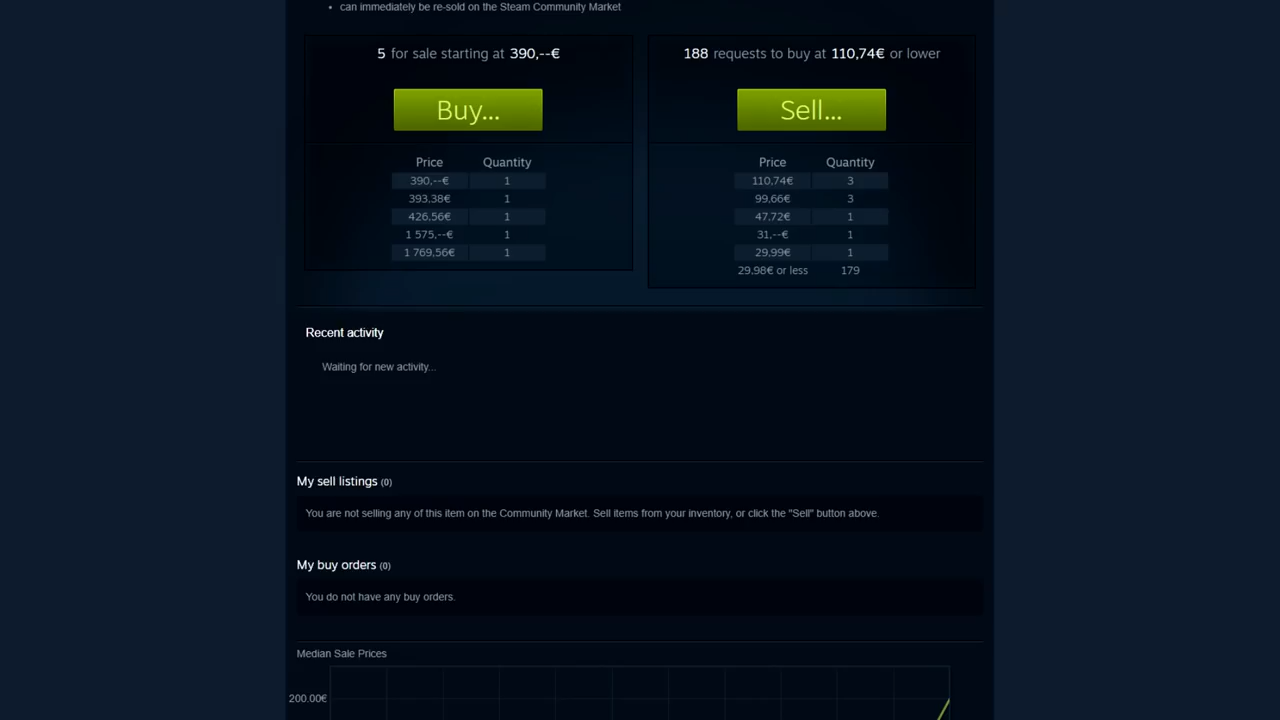 can immediately be re-sold on the Steam Community Market
5 for sale starting at 390,--€
Buy...
Price Quantity
390,--€ 1
393,38€ 1
426,56€ 1
1 575,--€ 1
1 769,56€ 1
188 requests to buy at 110,74€ or lower
Sell...
Price Quantity
110,74€ 3
99,66€ 3
47,72€ 1
31,--€ 1
29,99€ 1
29,98€ or less 179
Recent activity
Waiting for new activity...
My sell listings (0)
You are not selling any of this item on the Community Market. Sell items from your inventory, or click the "Sell" button above.
My buy orders (0)
You do not have any buy orders.
Median Sale Prices
200.00€